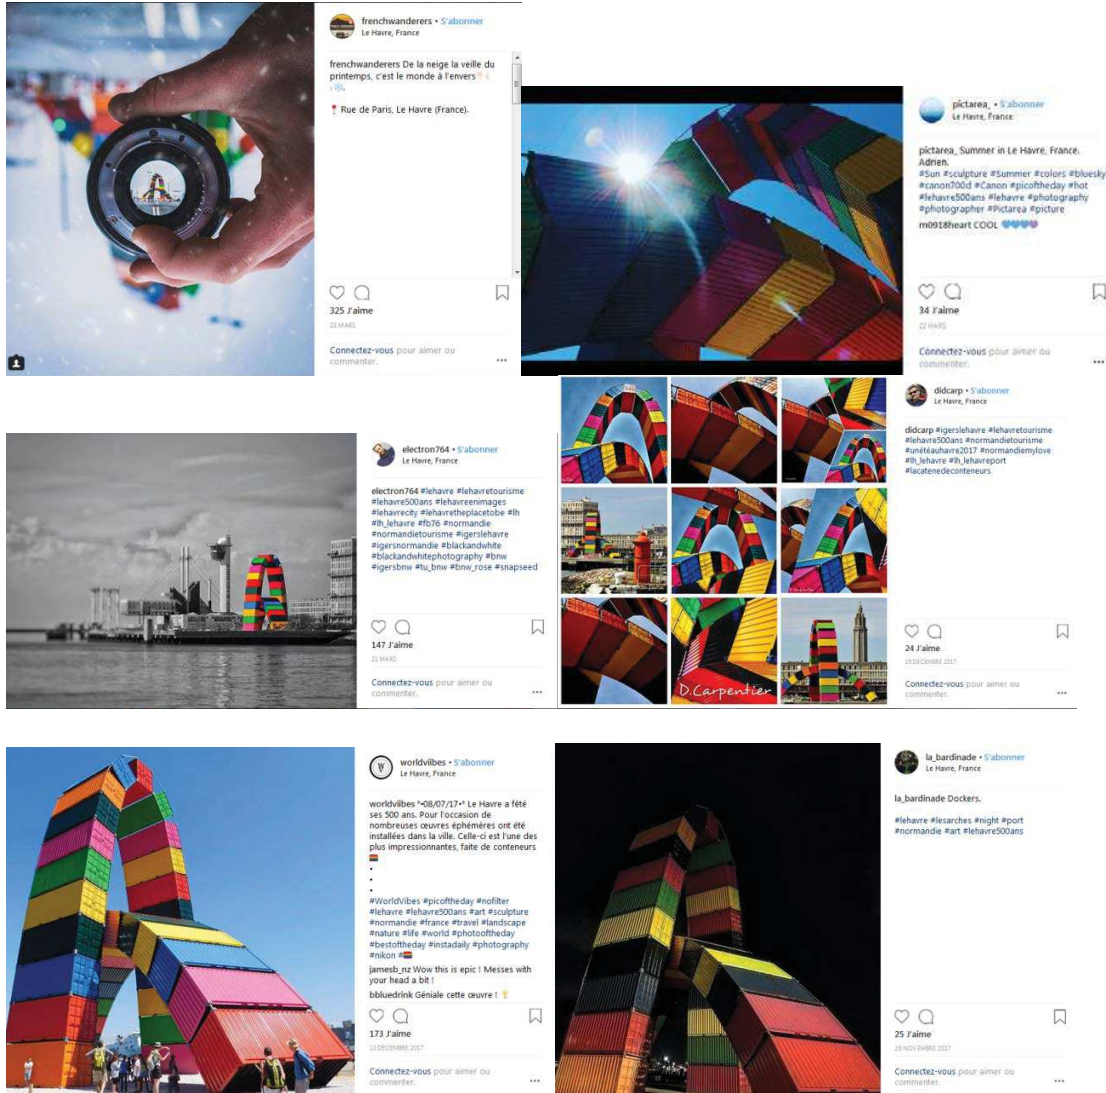 frenchwanderers • S'abonner
Le Havre, France
frenchwanderers De la neige la veille du
printemps, c'est le monde à l'envers
Rue de Paris, Le Havre (France).
325 J'aime
23 MARS
Connectez-vous pour aimer ou
commenter.
pictarea_ • S'abonner
Le Havre, France
pictarea_ Summer in Le Havre, France.
Adrien.
#Sun #sculpture #Summer #colors #bluesky
#canon700d #Canon #picoftheday #hot
#lehavre500ans #lehavre #photography
#photographer #Pictarea #picture
m0918heart COOL
34 J'aime
22 MARS
Connectez-vous pour aimer ou
commenter.
electron764 • S'abonner
Le Havre, France
electron764 #lehavre #lehavretourisme
#lehavre500ans #lehavreenimages
#lehavrecity #lehavretheplacetobe #lh
#lh_lehavre #fb76 #normandie
#normandietourisme #igerslehavre
#igersnormandie #blackandwhite
#blackandwhitephotography #bnw
#igersbnw #tu_bnw #bnw_rose #snapseed
147 J'aime
21 MARS
Connectez-vous pour aimer ou
commenter.
D.Carpentier
didcarp • S'abonner
Le Havre, France
didcarp #igerslehavre #lehavretourisme
#lehavre500ans #normandietourisme
#unétéauhavre2017 #normandiemylove
#lh_lehavre #lh_lehavreport
#lacatenedeconteneurs
24 J'aime
19 DÉCEMBRE 2017
Connectez-vous pour aimer ou
commenter.
worldviibes • S'abonner
Le Havre, France
worldviibes °•08/07/17•° Le Havre a fêté
ses 500 ans. Pour l'occasion de
nombreuses œuvres éphémères ont été
installées dans la ville. Celle-ci est l'une des
plus impressionnantes, faite de conteneurs
•
•
•
#WorldVibes #picoftheday #nofilter
#lehavre #lehavre500ans #art #sculpture
#normandie #france #travel #landscape
#nature #life #world #photooftheday
#bestoftheday #instadaily #photography
#nikon #
jamesb_nz Wow this is epic ! Messes with
your head a bit !
bbluedrink Géniale cette œuvre !
173 J'aime
13 DÉCEMBRE 2017
Connectez-vous pour aimer ou
commenter.
la_bardinade • S'abonner
Le Havre, France
la_bardinade Dockers.
#lehavre #lesarches #night #port
#normandie #art #lehavre500ans
25 J'aime
26 NOVEMBRE 2017
Connectez-vous pour aimer ou
commenter.